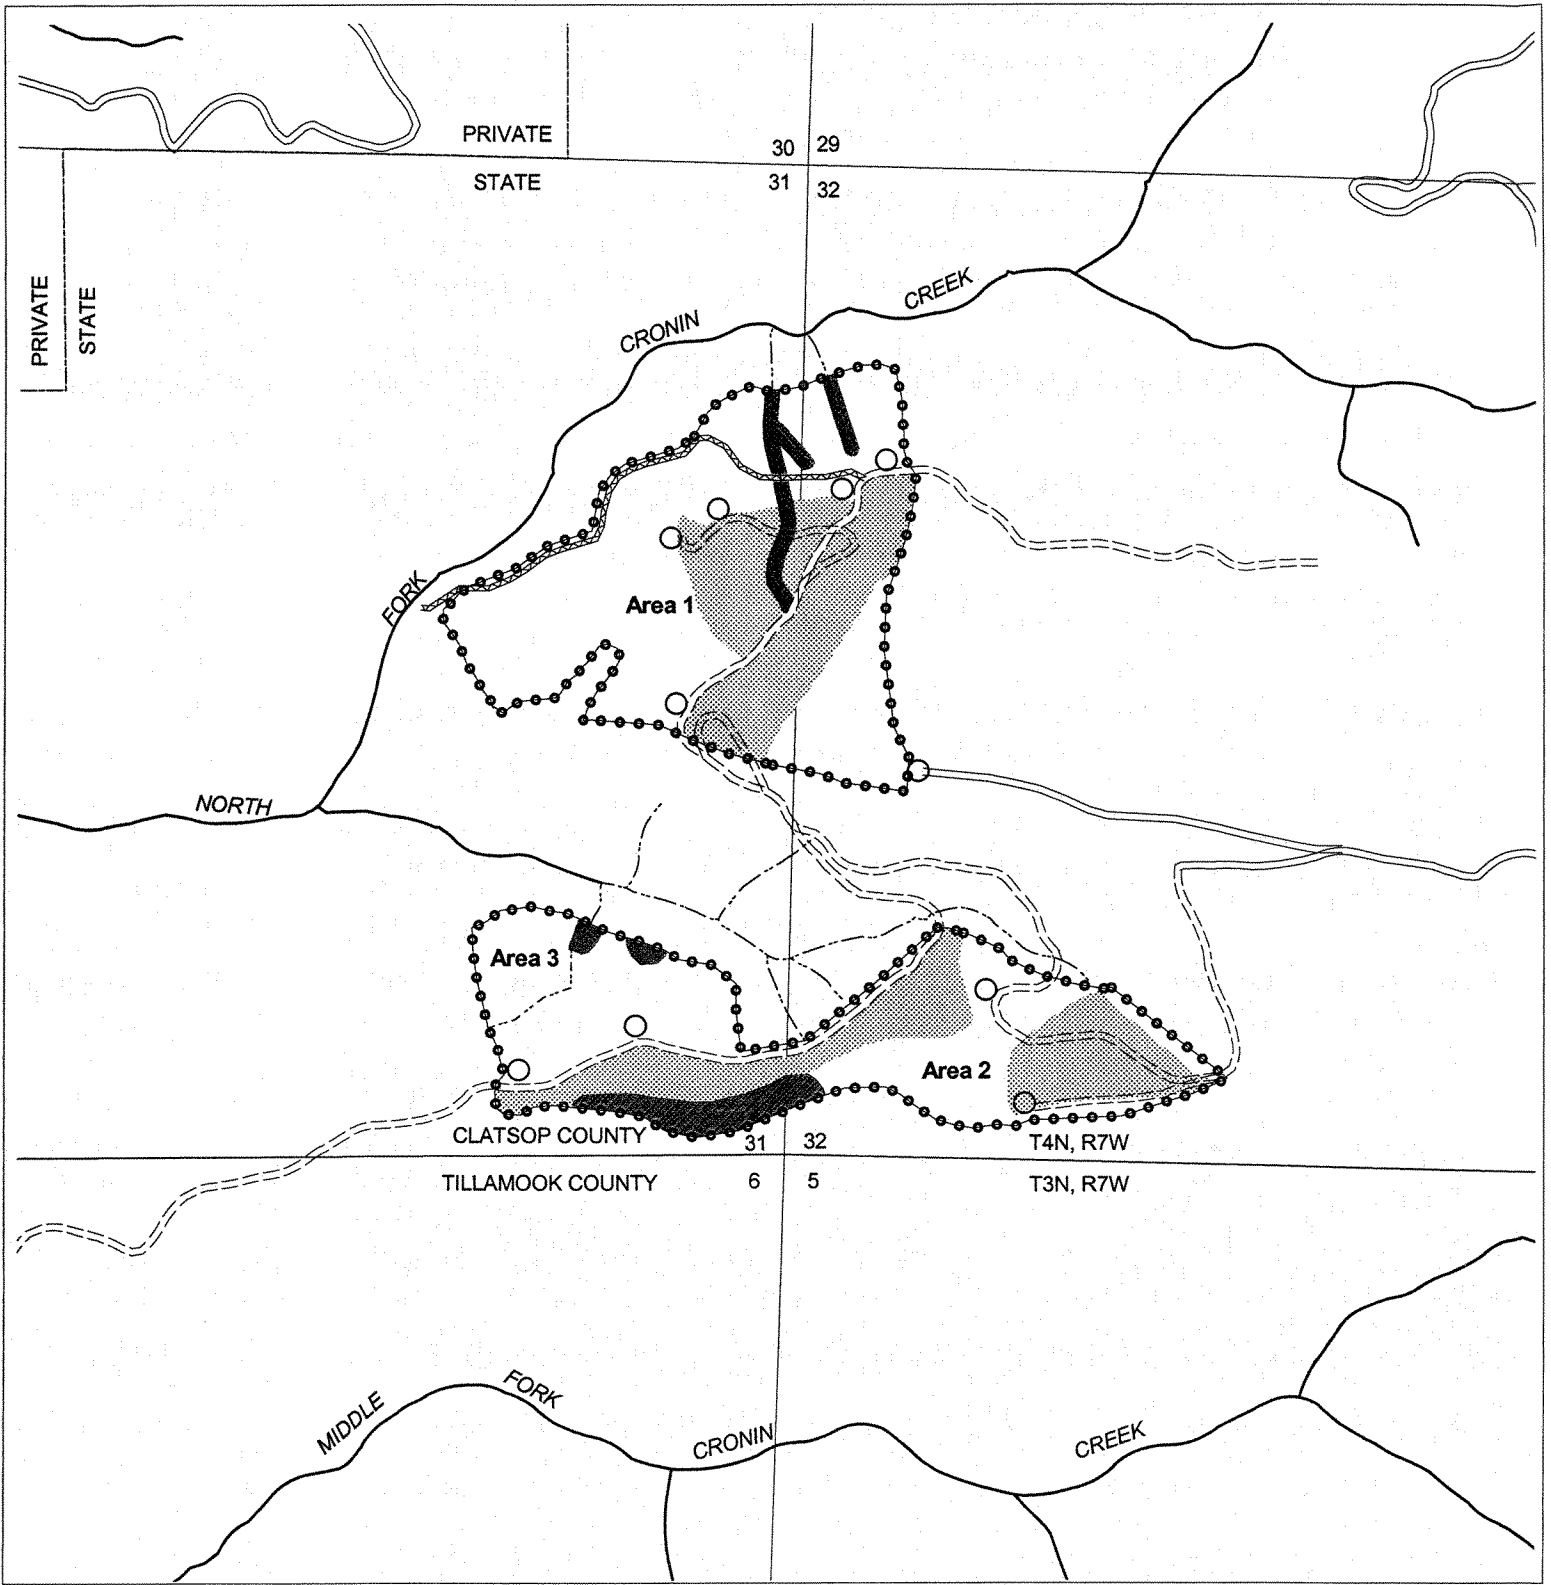 PRIVATE
30 29
STATE
31 32
PRIVATE
STATE
CRONIN CREEK
FORK
Area 1
NORTH
Area 3
Area 2
CLATSOP COUNTY 31 32 T4N, R7W
TILLAMOOK COUNTY 6 5 T3N, R7W
MIDDLE FORK CRONIN CREEK